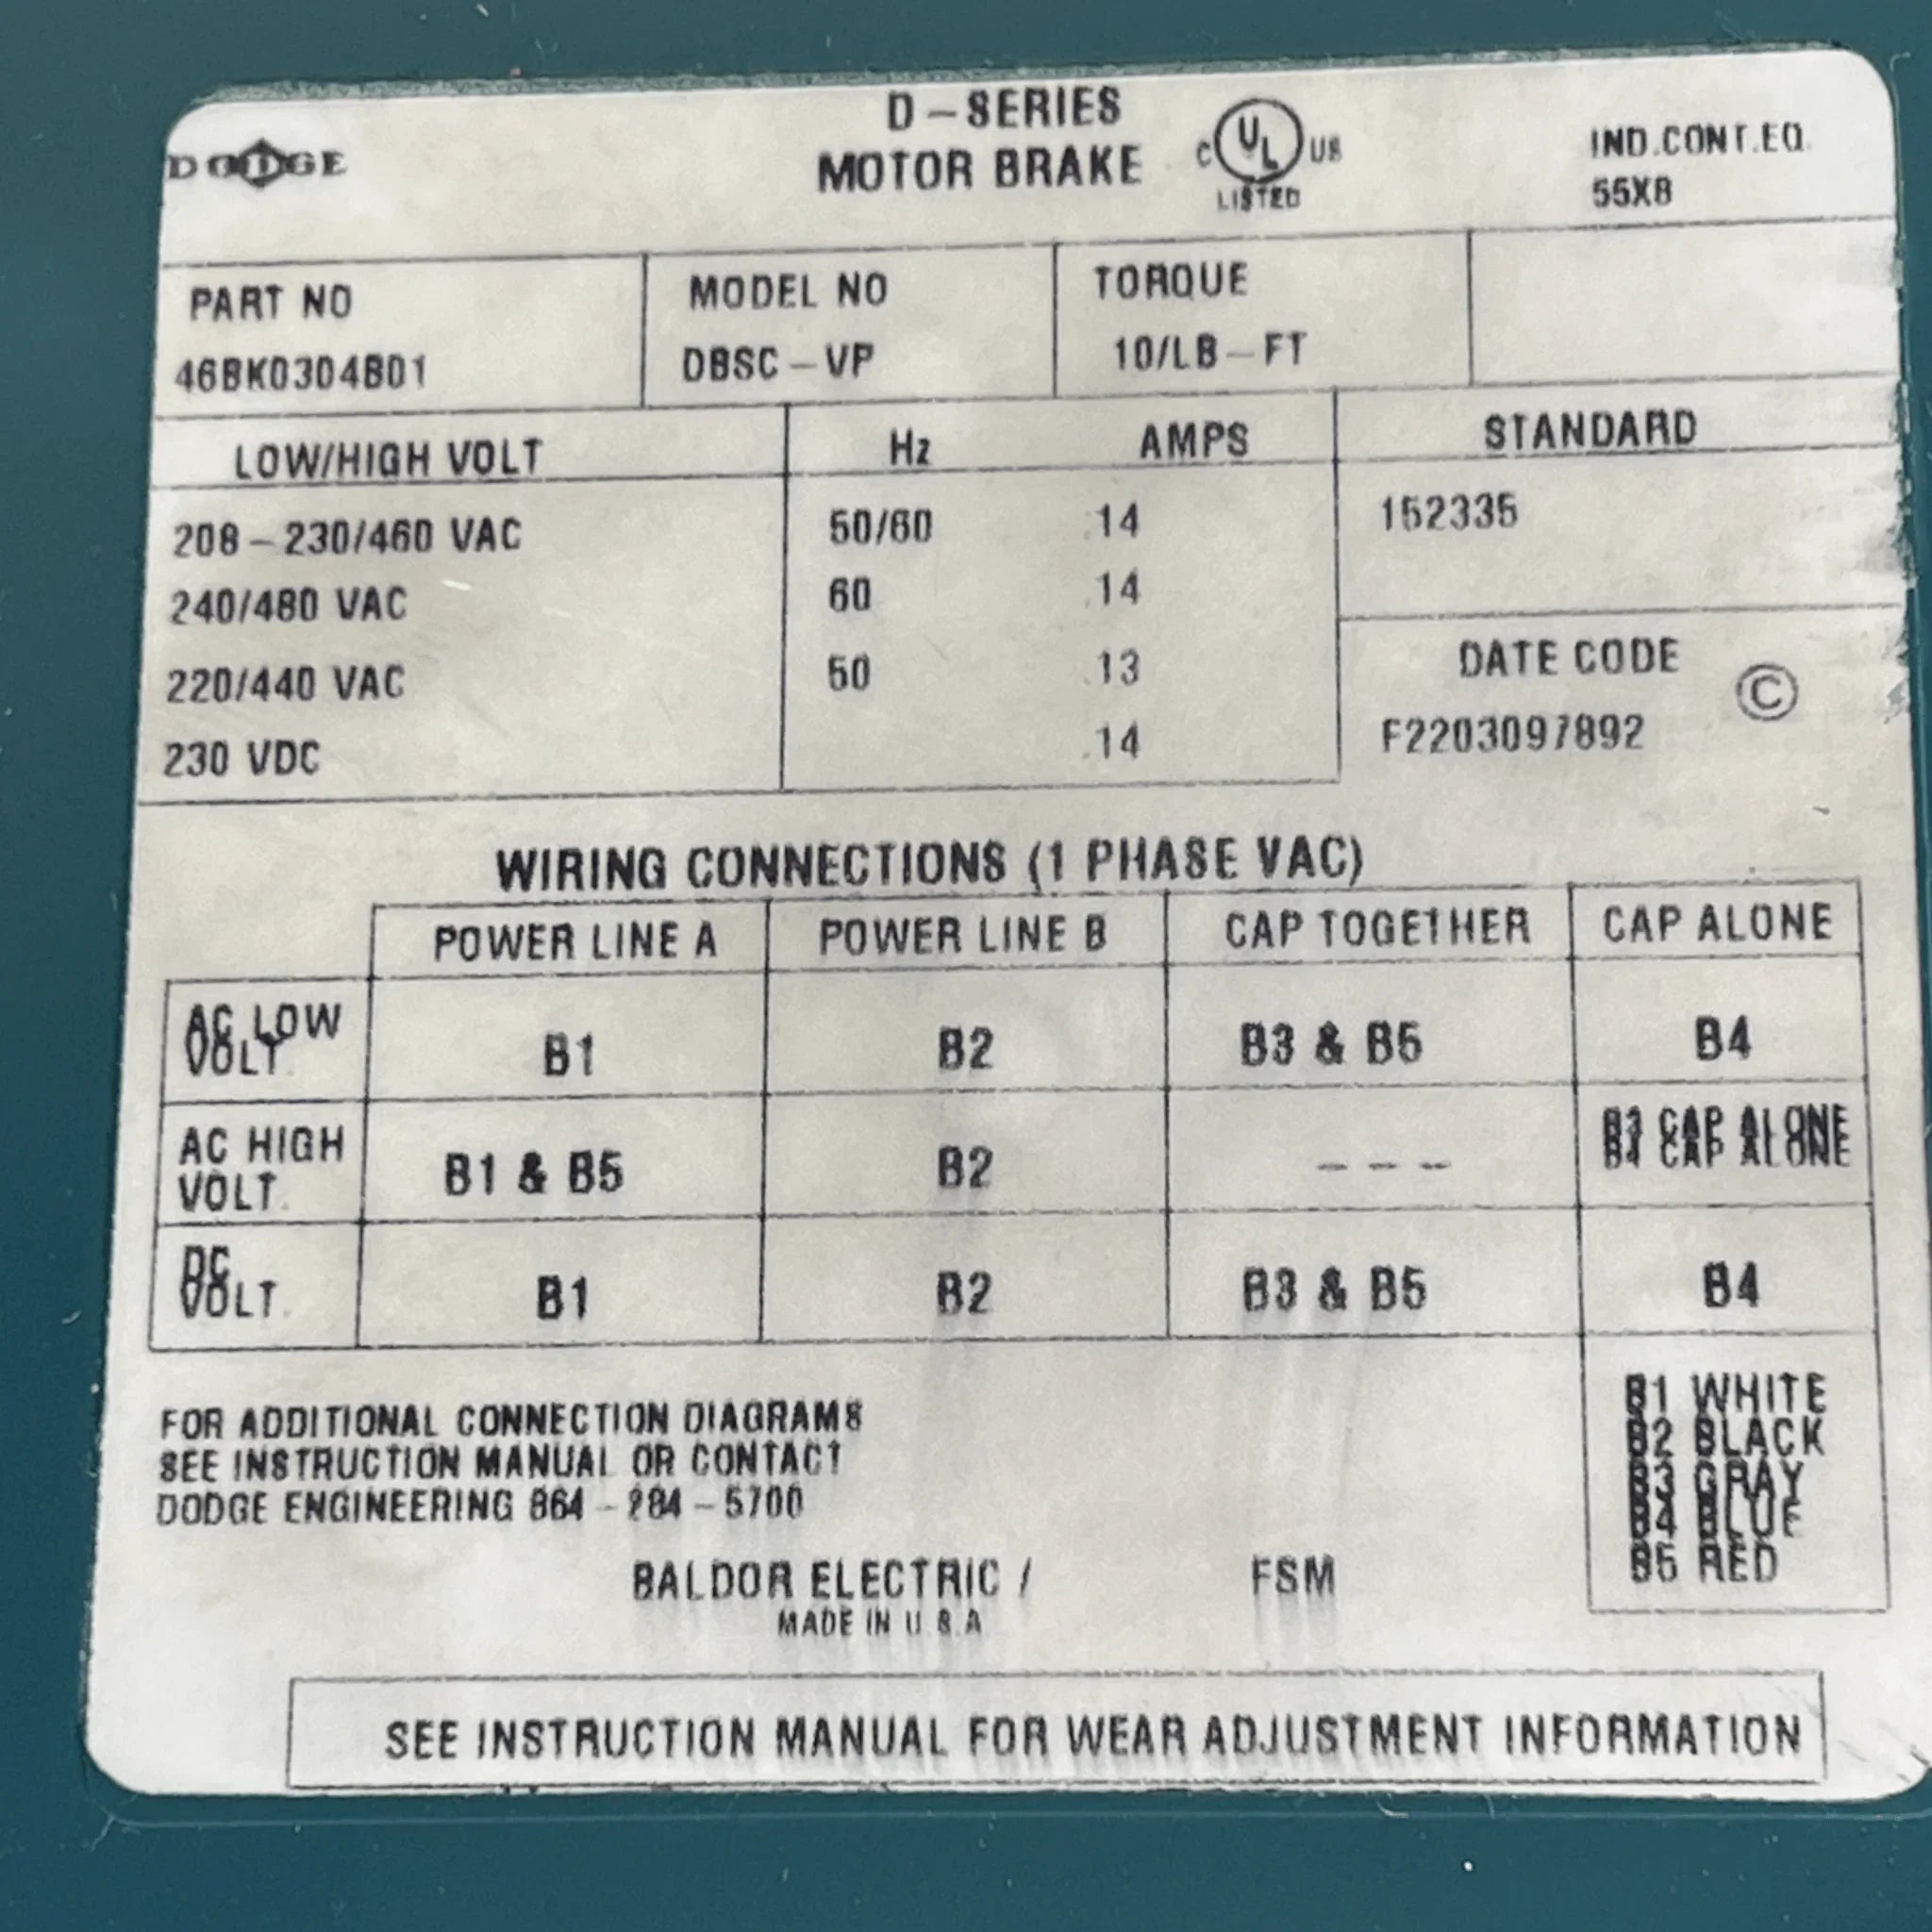 DODGE
D-SERIES
MOTOR BRAKE
C UL US
LISTED
IND.CONT.EQ.
55X8
PART NO MODEL NO TORQUE
46BK0304B01 DBSC-VP 10/LB-FT
LOW/HIGH VOLT Hz AMPS STANDARD
208-230/460 VAC 50/60 .14 152335
240/480 VAC 60 .14
220/440 VAC 50 .13
230 VDC .14
DATE CODE ©
F2203097892
WIRING CONNECTIONS (1 PHASE VAC)
POWER LINE A POWER LINE B CAP TOGETHER CAP ALONE
AC LOW
VOLT. B1 B2 B3 & B5 B4
AC HIGH
VOLT. B1 & B5 B2 --- B3 CAP ALONE
B4 CAP ALONE
DC
VOLT. B1 B2 B3 & B5 B4
B1 WHITE
B2 BLACK
B3 GRAY
B4 BLUE
B5 RED
FOR ADDITIONAL CONNECTION DIAGRAMS
SEE INSTRUCTION MANUAL OR CONTACT
DODGE ENGINEERING 864-284-5700
BALDOR ELECTRIC / FSM
MADE IN U.S.A
SEE INSTRUCTION MANUAL FOR WEAR ADJUSTMENT INFORMATION